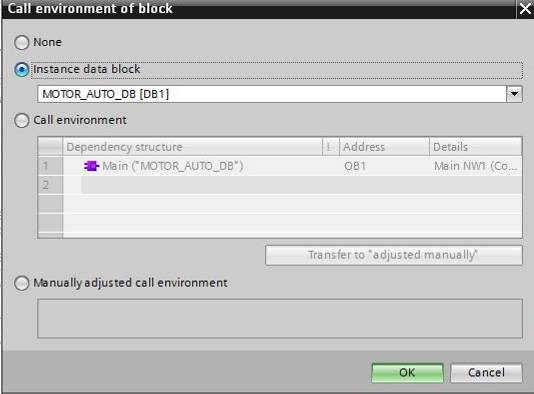 Call environment of block
None
Instance data block
MOTOR_AUTO_DB [DB1]
Call environment
Dependency structure ! Address Details
1 Main ("MOTOR_AUTO_DB") OB1 Main NW1 (Co...
2
Transfer to "adjusted manually"
Manually adjusted call environment
OK Cancel